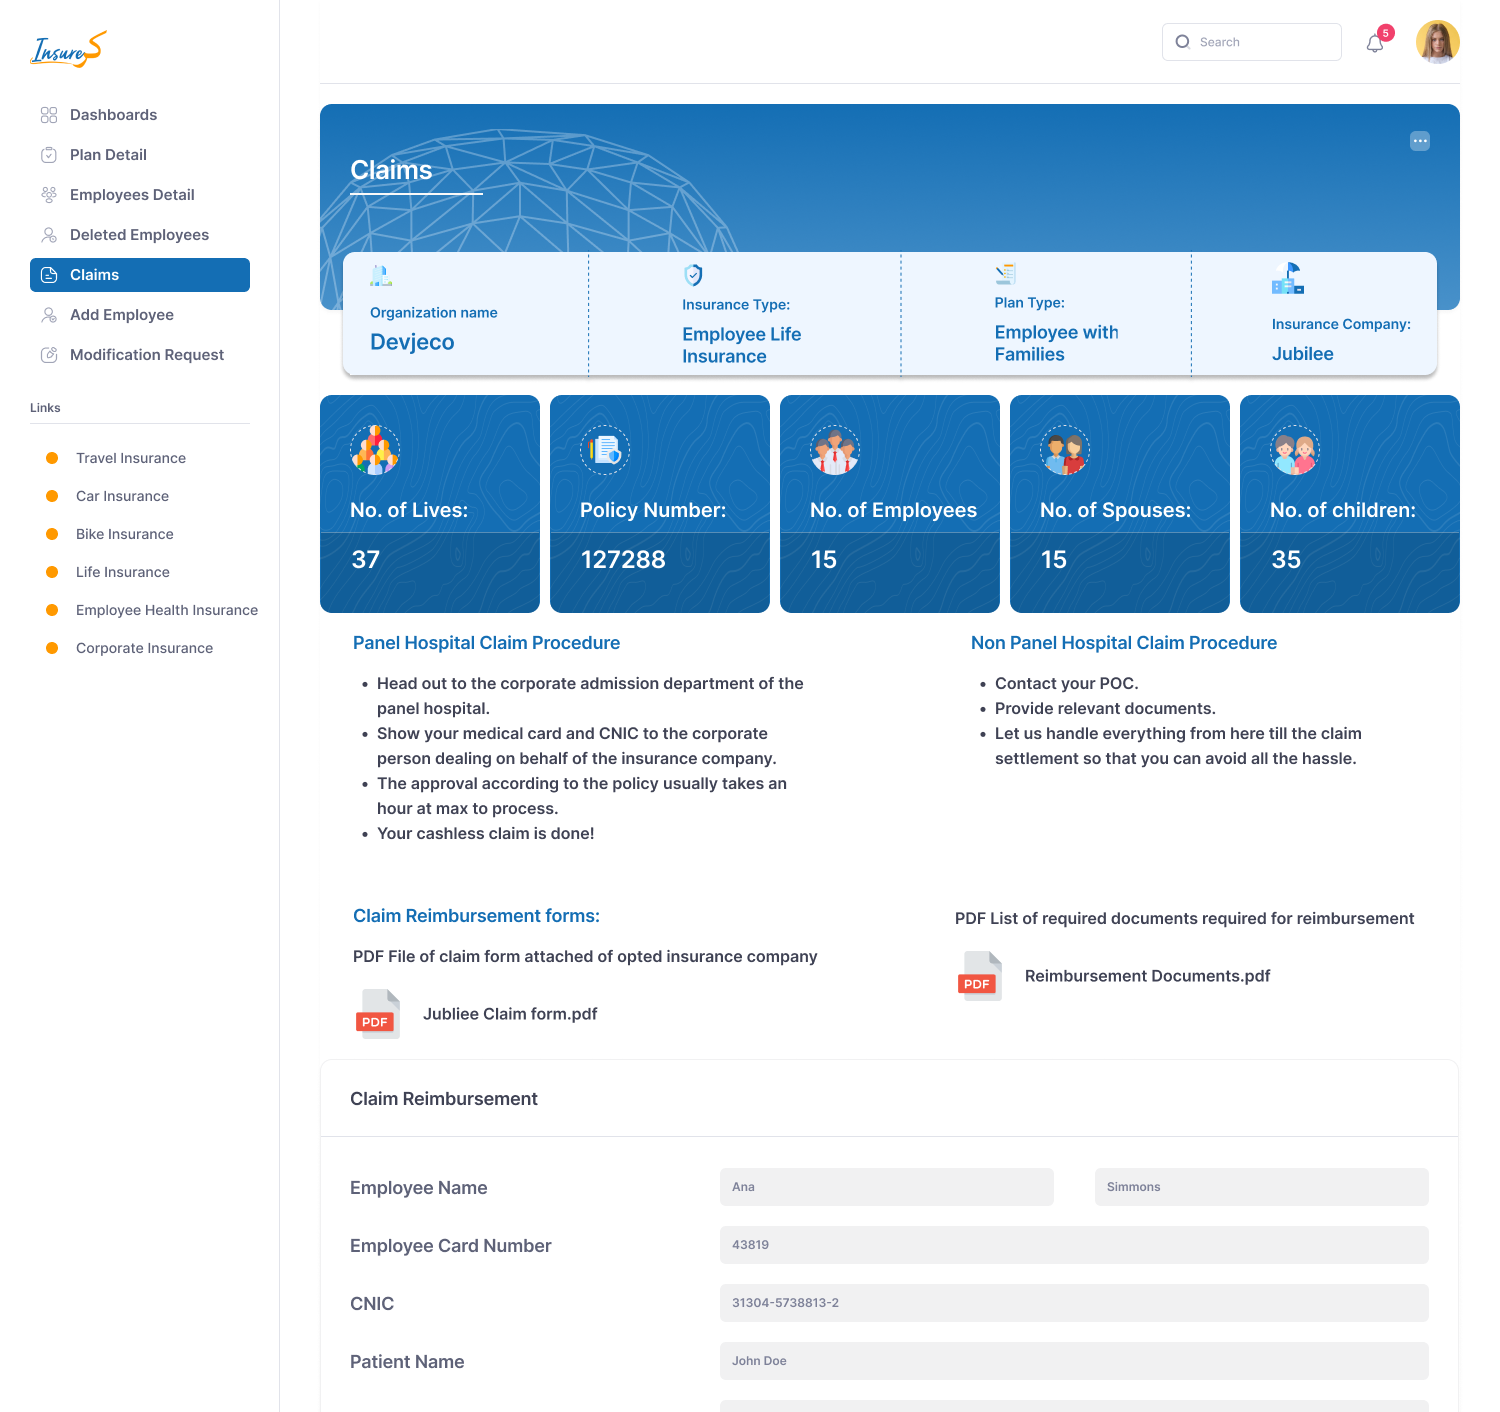 InsureS
Search
5
Dashboards
Plan Detail
Employees Detail
Deleted Employees
Claims
Add Employee
Modification Request
Links
Travel Insurance
Car Insurance
Bike Insurance
Life Insurance
Employee Health Insurance
Corporate Insurance
Claims
Organization name
Devjeco
Insurance Type:
Employee Life
Insurance
Plan Type:
Employee with
Families
Insurance Company:
Jubilee
No. of Lives:
37
Policy Number:
127288
No. of Employees
15
No. of Spouses:
15
No. of children:
35
Panel Hospital Claim Procedure
• Head out to the corporate admission department of the
panel hospital.
• Show your medical card and CNIC to the corporate
person dealing on behalf of the insurance company.
• The approval according to the policy usually takes an
hour at max to process.
• Your cashless claim is done!
Non Panel Hospital Claim Procedure
• Contact your POC.
• Provide relevant documents.
• Let us handle everything from here till the claim
settlement so that you can avoid all the hassle.
Claim Reimbursement forms:
PDF File of claim form attached of opted insurance company
PDF
Jubliee Claim form.pdf
PDF List of required documents required for reimbursement
PDF
Reimbursement Documents.pdf
Claim Reimbursement
Employee Name
Ana
Simmons
Employee Card Number
43819
CNIC
31304-5738813-2
Patient Name
John Doe